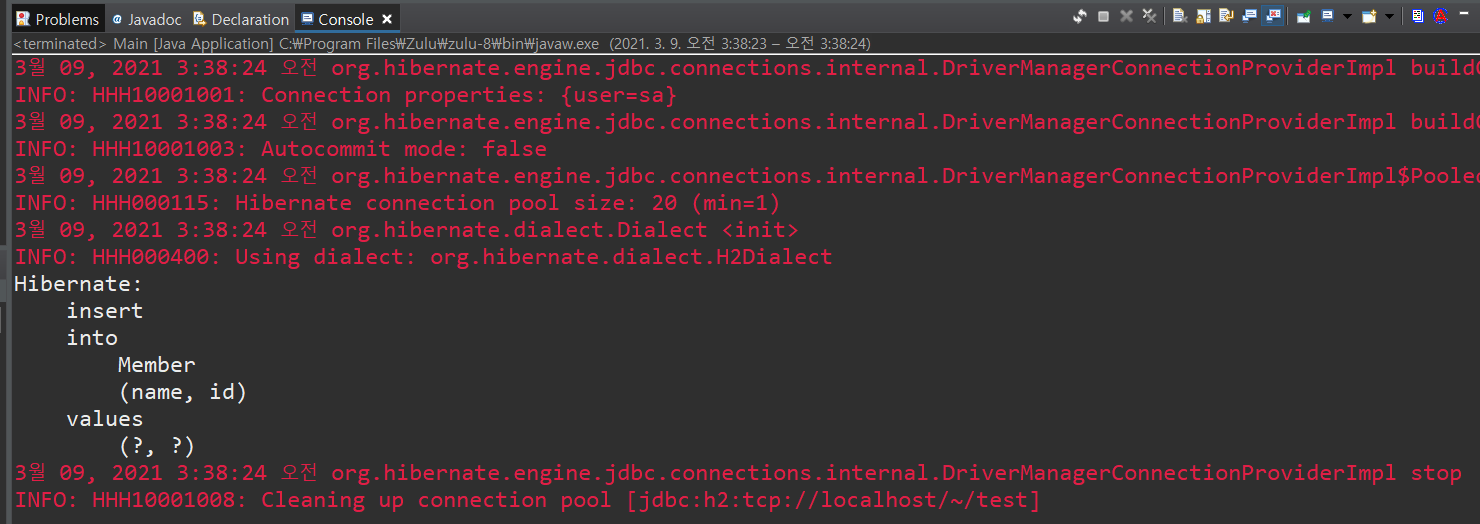 Problems @ Javadoc Declaration Console
<terminated> Main [Java Application] C:₩Program Files₩Zulu₩zulu-8₩bin₩javaw.exe (2021. 3. 9. 오전 3:38:23 – 오전 3:38:24)
3월 09, 2021 3:38:24 오전 org.hibernate.engine.jdbc.connections.internal.DriverManagerConnectionProviderImpl build
INFO: HHH10001001: Connection properties: {user=sa}
3월 09, 2021 3:38:24 오전 org.hibernate.engine.jdbc.connections.internal.DriverManagerConnectionProviderImpl build
INFO: HHH10001003: Autocommit mode: false
3월 09, 2021 3:38:24 오전 org.hibernate.engine.jdbc.connections.internal.DriverManagerConnectionProviderImpl$Poole
INFO: HHH000115: Hibernate connection pool size: 20 (min=1)
3월 09, 2021 3:38:24 오전 org.hibernate.dialect.Dialect <init>
INFO: HHH000400: Using dialect: org.hibernate.dialect.H2Dialect
Hibernate:
    insert
    into
        Member
        (name, id)
    values
        (?, ?)
3월 09, 2021 3:38:24 오전 org.hibernate.engine.jdbc.connections.internal.DriverManagerConnectionProviderImpl stop
INFO: HHH10001008: Cleaning up connection pool [jdbc:h2:tcp://localhost/~/test]